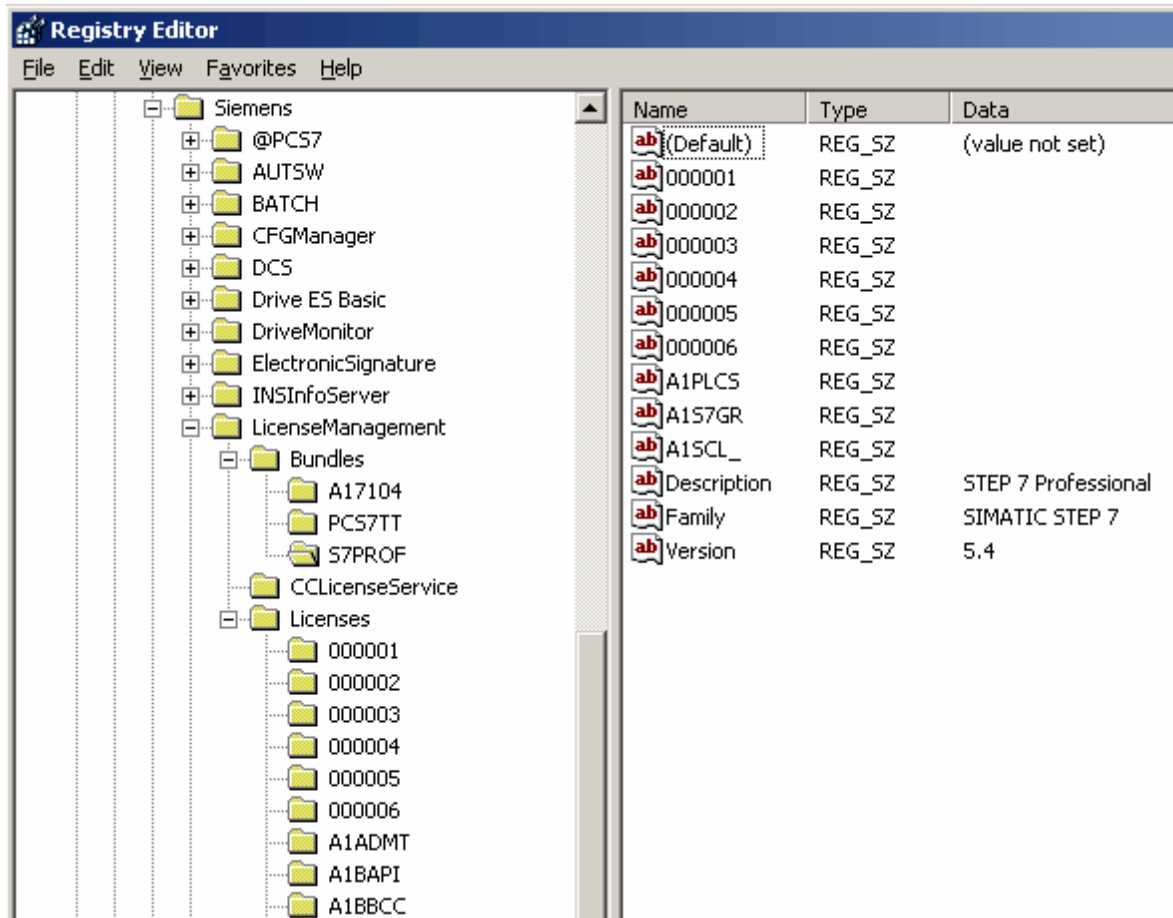 Registry Editor
File Edit View Favorites Help
Siemens
@PCS7
AUTSW
BATCH
CFGManager
DCS
Drive ES Basic
DriveMonitor
ElectronicSignature
INSInfoServer
LicenseManagement
Bundles
A17104
PCS7TT
S7PROF
CCLicenseService
Licenses
000001
000002
000003
000004
000005
000006
A1ADMT
A1BAPI
A1BBCC
Name Type Data
(Default) REG_SZ (value not set)
000001 REG_SZ
000002 REG_SZ
000003 REG_SZ
000004 REG_SZ
000005 REG_SZ
000006 REG_SZ
A1PLCS REG_SZ
A1S7GR REG_SZ
A1SCL_ REG_SZ
Description REG_SZ STEP 7 Professional
Family REG_SZ SIMATIC STEP 7
Version REG_SZ 5.4